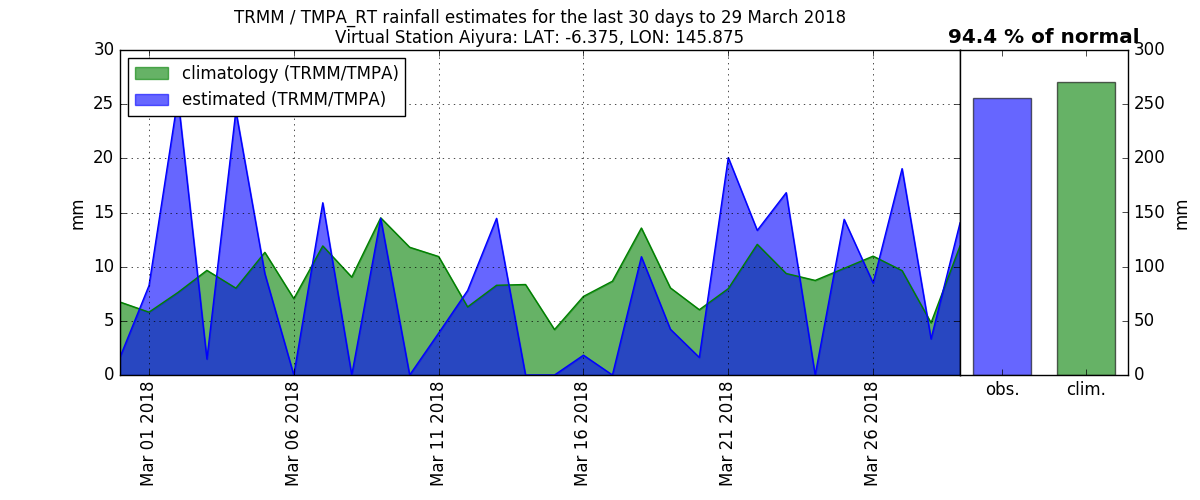 TRMM / TMPA_RT rainfall estimates for the last 30 days to 29 March 2018
Virtual Station Aiyura: LAT: -6.375, LON: 145.875
94.4 % of normal
climatology (TRMM/TMPA)
estimated (TRMM/TMPA)
mm
30
25
20
15
10
5
0
Mar 01 2018
Mar 06 2018
Mar 11 2018
Mar 16 2018
Mar 21 2018
Mar 26 2018
obs.
clim.
300
250
200
150
100
50
0
mm